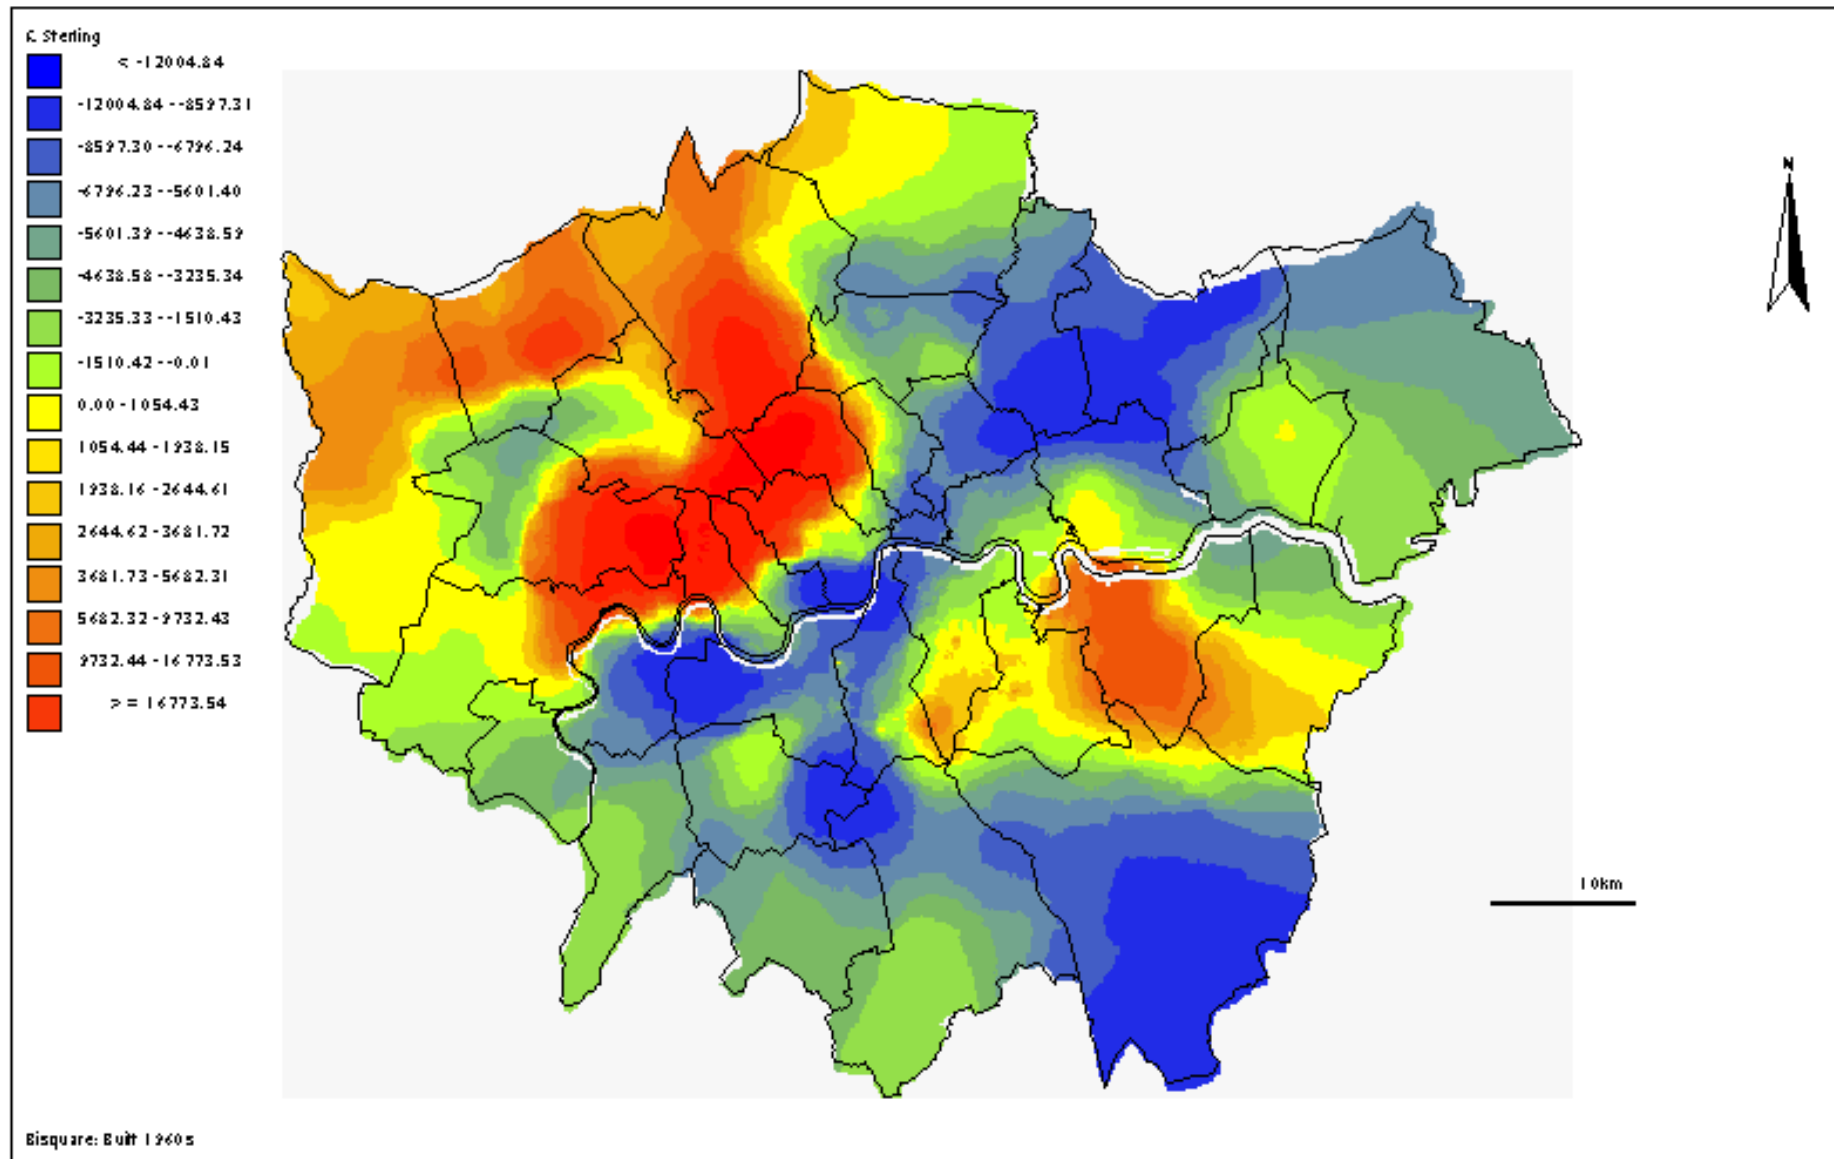 £ Sterling
< -12004.84
-12004.84 - -8597.31
-8597.30 - -6796.24
-6796.23 - -5601.40
-5601.39 - -4638.59
-4638.58 - -3235.34
-3235.33 - -1510.43
-1510.42 - -0.01
0.00 - 1054.43
1054.44 - 1938.15
1938.16 - 2644.61
2644.62 - 3681.72
3681.73 - 5682.31
5682.32 - 9732.43
9732.44 - 16773.53
> = 16773.54
N
10km
Bisquare: Built 1960s